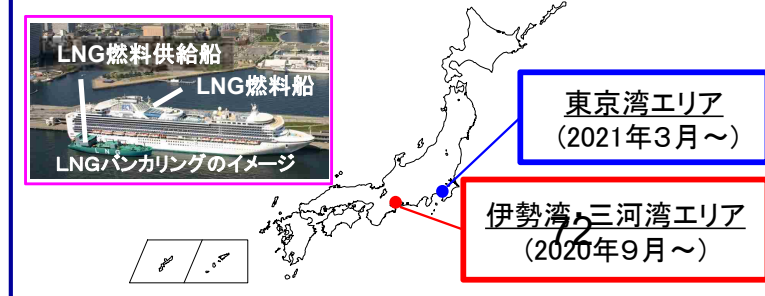 LNG燃料供給船
LNG燃料船
LNGバンカリングのイメージ
東京湾エリア
(2021年3月～)
伊勢湾・三河湾エリア
(2020年9月～)
72